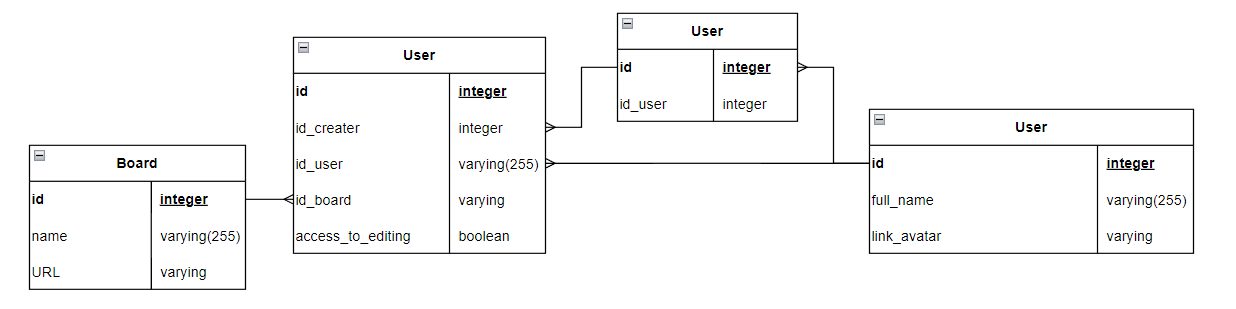 Board
id integer
name varying(255)
URL varying
User
id integer
id_creater integer
id_user varying(255)
id_board varying
access_to_editing boolean
User
id integer
id_user integer
User
id integer
full_name varying(255)
link_avatar varying